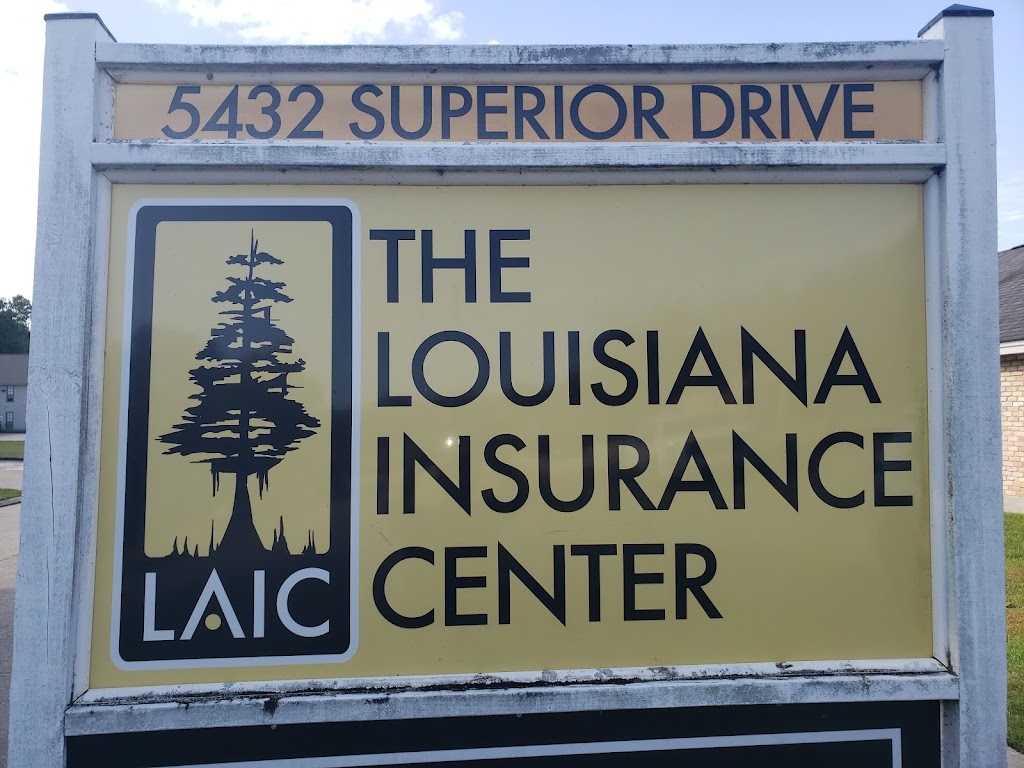 5432 SUPERIOR DRIVE
THE
LOUISIANA
INSURANCE
CENTER
LAIC